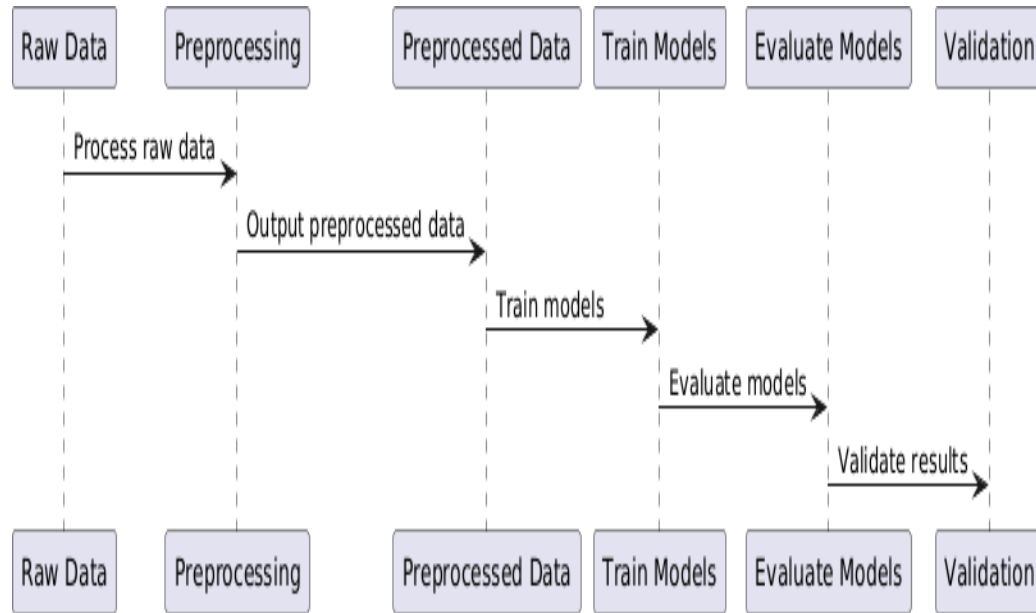 Raw Data Preprocessing Preprocessed Data Train Models Evaluate Models Validation
Process raw data
Output preprocessed data
Train models
Evaluate models
Validate results
Raw Data Preprocessing Preprocessed Data Train Models Evaluate Models Validation